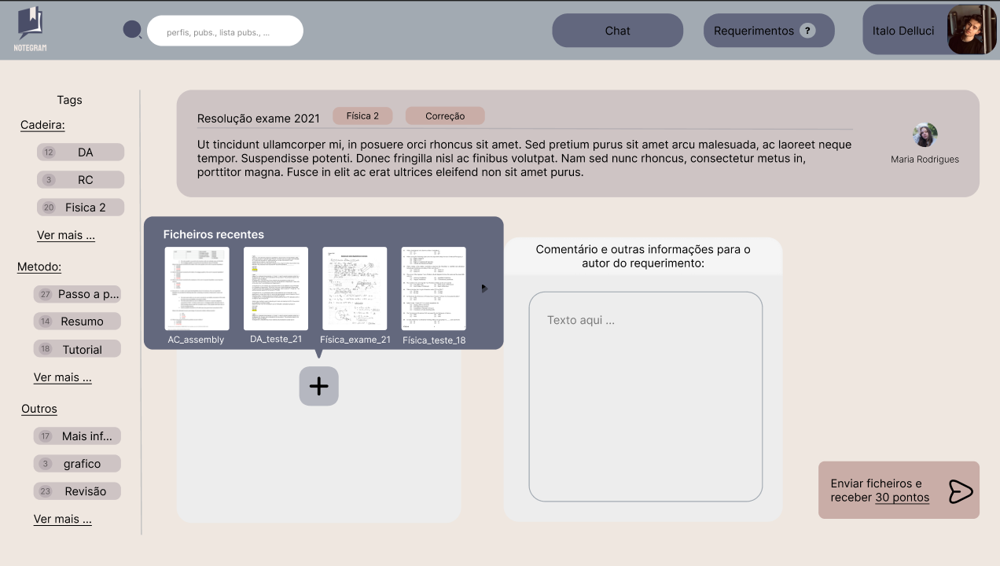 NOTEGRAM
perfis, pubs., lista pubs., ...
Chat
Requerimentos ?
Italo Delluci
Tags
Cadeira:
12 DA
3 RC
20 Fisica 2
Ver mais ...
Metodo:
27 Passo a p...
14 Resumo
18 Tutorial
Ver mais ...
Outros
17 Mais inf...
3 grafico
23 Revisão
Ver mais ...
Resolução exame 2021
Física 2
Correção
Ut tincidunt ullamcorper mi, in posuere orci rhoncus sit amet. Sed pretium purus sit amet arcu malesuada, ac laoreet neque
tempor. Suspendisse potenti. Donec fringilla nisl ac finibus volutpat. Nam sed nunc rhoncus, consectetur metus in,
porttitor magna. Fusce in elit ac erat ultrices eleifend non sit amet purus.
Maria Rodrigues
Ficheiros recentes
AC_assembly
DA_teste_21
Física_exame_21
Física_teste_18
Comentário e outras informações para o
autor do requerimento:
Texto aqui ...
Enviar ficheiros e
receber 30 pontos